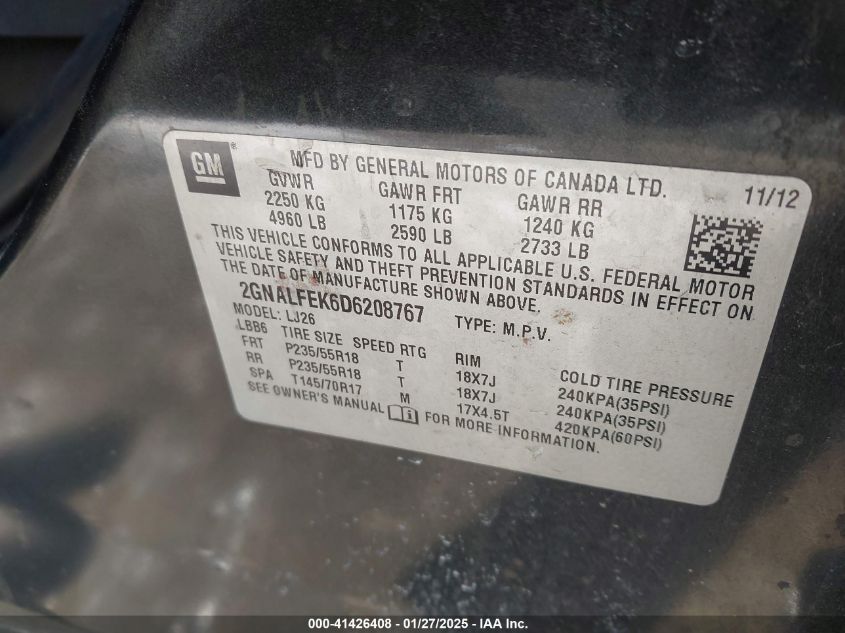 GM ®
MFD BY GENERAL MOTORS OF CANADA LTD. 11/12
GVWR GAWR FRT GAWR RR
2250 KG 1175 KG 1240 KG
4960 LB 2590 LB 2733 LB
THIS VEHICLE CONFORMS TO ALL APPLICABLE U.S. FEDERAL MOTOR
VEHICLE SAFETY AND THEFT PREVENTION STANDARDS IN EFFECT ON
THE DATE OF MANUFACTURE SHOWN ABOVE.
2GNALFEK6D6208767 TYPE: M.P.V.
MODEL: LJ26
LBB6 TIRE SIZE SPEED RTG RIM COLD TIRE PRESSURE
FRT P235/55R18 T 18X7J 240KPA(35PSI)
RR P235/55R18 T 18X7J 240KPA(35PSI)
SPA T145/70R17 M 17X4.5T 420KPA(60PSI)
SEE OWNER'S MANUAL FOR MORE INFORMATION.
000-41426408 - 01/27/2025 - IAA Inc.